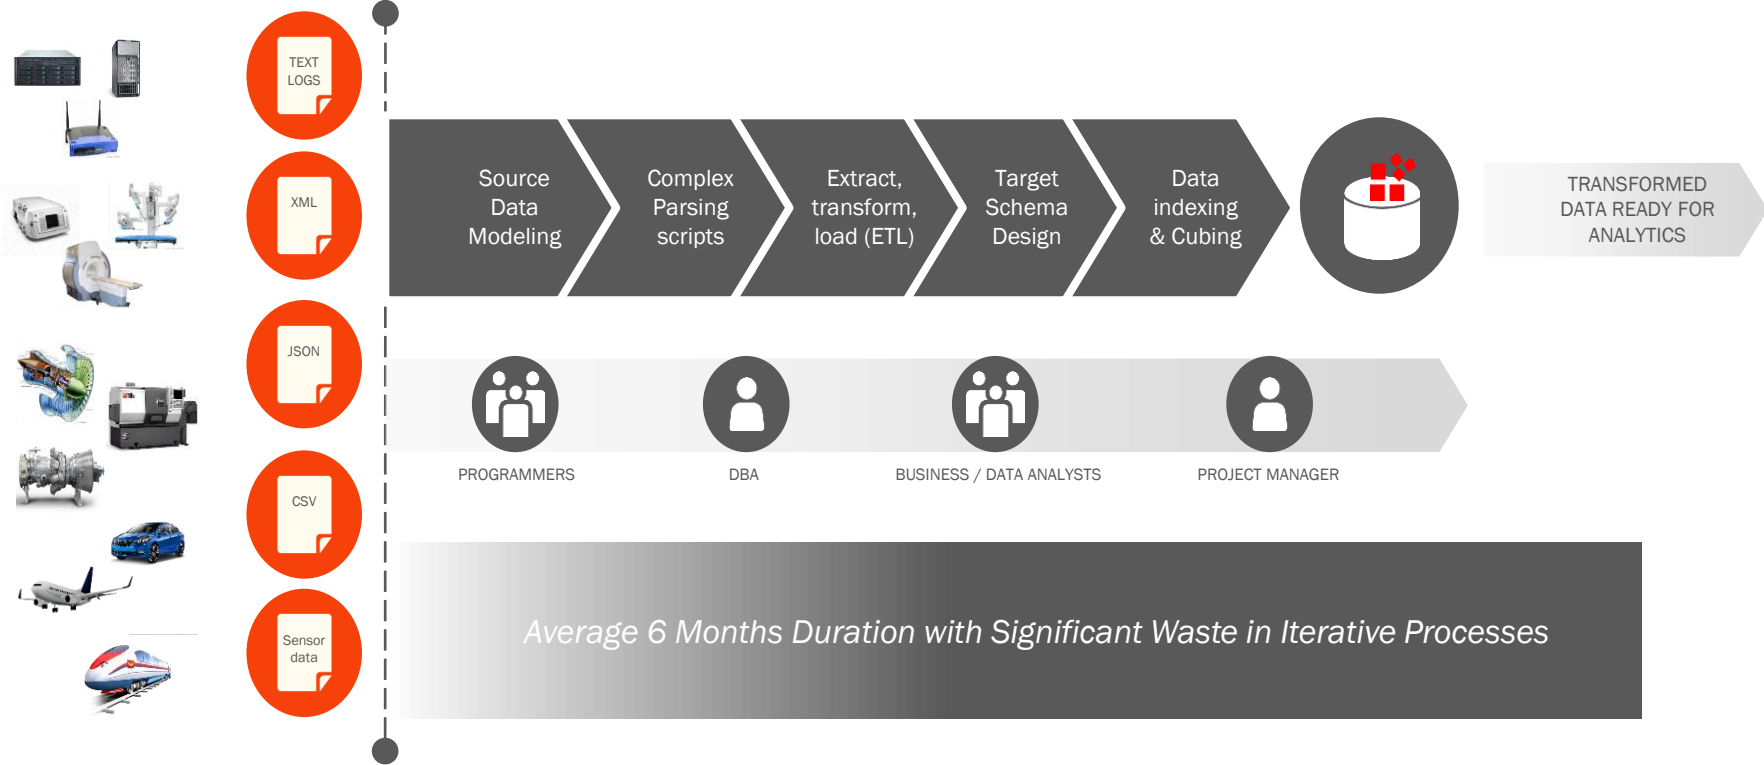 TEXT
LOGS
XML
JSON
CSV
Sensor
data
Source
Data
Modeling
Complex
Parsing
scripts
Extract,
transform,
load (ETL)
Target
Schema
Design
Data
indexing
& Cubing
TRANSFORMED
DATA READY FOR
ANALYTICS
PROGRAMMERS
DBA
BUSINESS / DATA ANALYSTS
PROJECT MANAGER
Average 6 Months Duration with Significant Waste in Iterative Processes